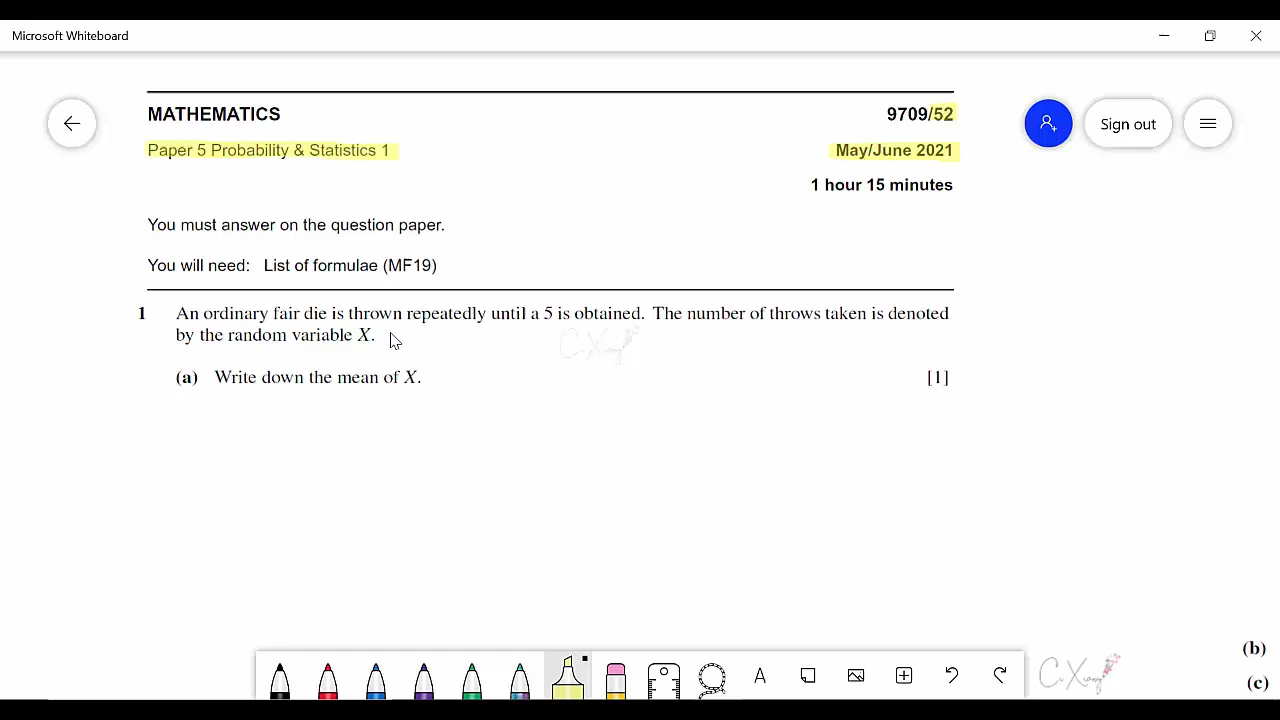 Microsoft Whiteboard
MATHEMATICS 9709/52
Paper 5 Probability & Statistics 1 May/June 2021
1 hour 15 minutes
Sign out
You must answer on the question paper.
You will need: List of formulae (MF19)
1 An ordinary fair die is thrown repeatedly until a 5 is obtained. The number of throws taken is denoted
by the random variable X.
(a) Write down the mean of X. [1]
(b)
(c)
A